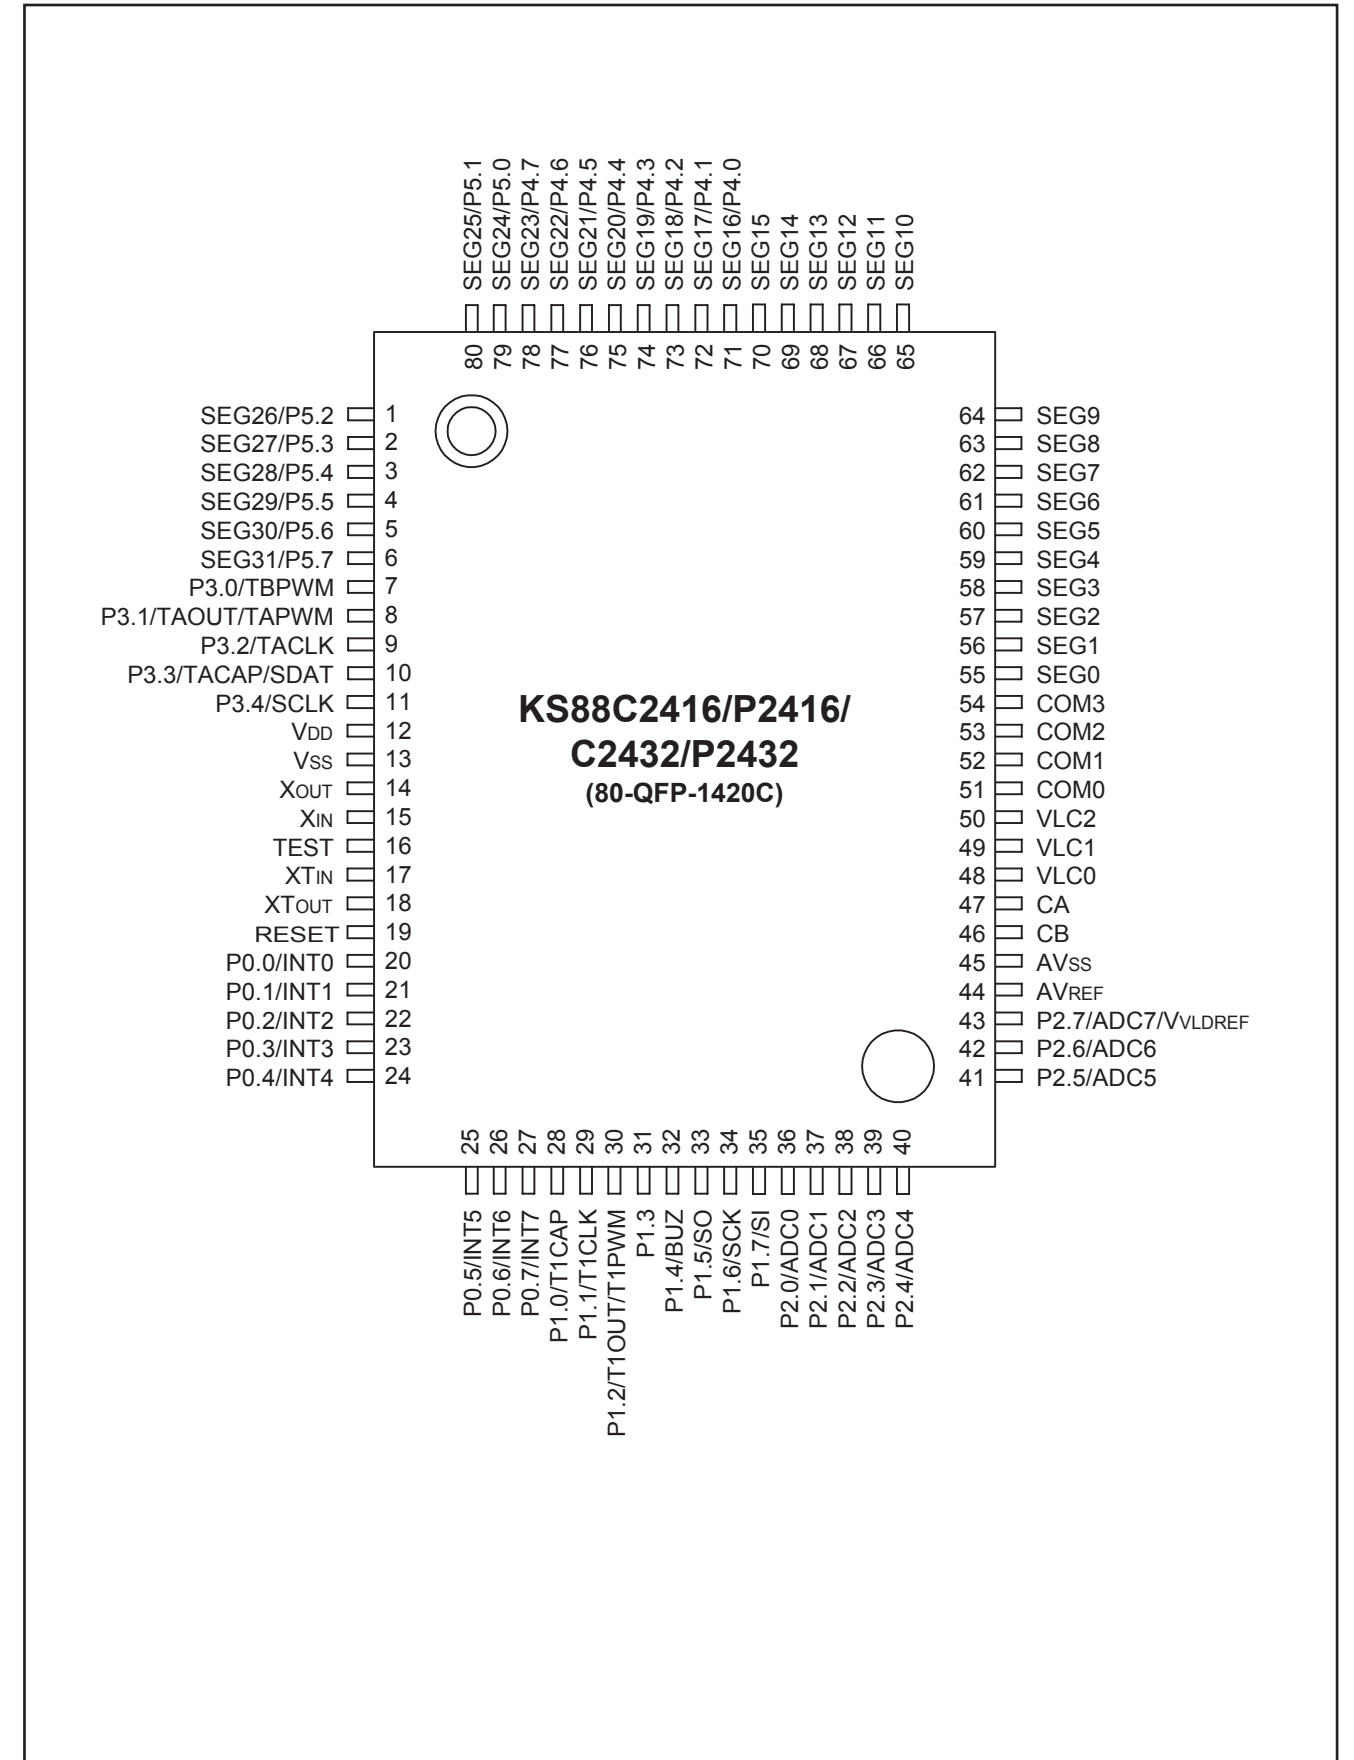 SEG25/P5.1
SEG24/P5.0
SEG23/P4.7
SEG22/P4.6
SEG21/P4.5
SEG20/P4.4
SEG19/P4.3
SEG18/P4.2
SEG17/P4.1
SEG16/P4.0
SEG15
SEG14
SEG13
SEG12
SEG11
SEG10
80 79 78 77 76 75 74 73 72 71 70 69 68 67 66 65
SEG26/P5.2 1
SEG27/P5.3 2
SEG28/P5.4 3
SEG29/P5.5 4
SEG30/P5.6 5
SEG31/P5.7 6
P3.0/TBPWM 7
P3.1/TAOUT/TAPWM 8
P3.2/TACLK 9
P3.3/TACAP/SDAT 10
P3.4/SCLK 11
VDD 12
VSS 13
XOUT 14
XIN 15
TEST 16
XTIN 17
XTOUT 18
RESET 19
P0.0/INT0 20
P0.1/INT1 21
P0.2/INT2 22
P0.3/INT3 23
P0.4/INT4 24
KS88C2416/P2416/
C2432/P2432
(80-QFP-1420C)
64 SEG9
63 SEG8
62 SEG7
61 SEG6
60 SEG5
59 SEG4
58 SEG3
57 SEG2
56 SEG1
55 SEG0
54 COM3
53 COM2
52 COM1
51 COM0
50 VLC2
49 VLC1
48 VLC0
47 CA
46 CB
45 AVSS
44 AVREF
43 P2.7/ADC7/VVLDREF
42 P2.6/ADC6
41 P2.5/ADC5
25 26 27 28 29 30 31 32 33 34 35 36 37 38 39 40
P0.5/INT5
P0.6/INT6
P0.7/INT7
P1.0/T1CAP
P1.1/T1CLK
P1.2/T1OUT/T1PWM
P1.3
P1.4/BUZ
P1.5/SO
P1.6/SCK
P1.7/SI
P2.0/ADC0
P2.1/ADC1
P2.2/ADC2
P2.3/ADC3
P2.4/ADC4